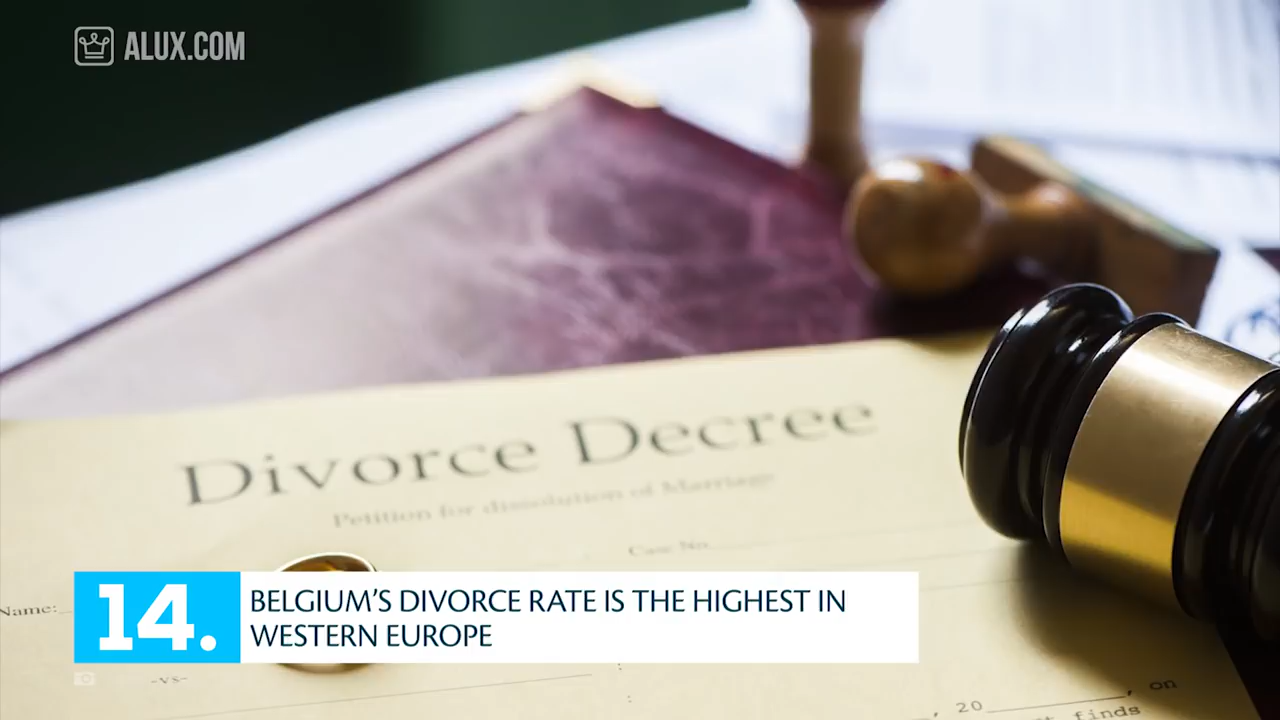 ALUX.COM
Divorce Decree
Petition for dissolution of Marriage
Case No.
Name:
14.
BELGIUM'S DIVORCE RATE IS THE HIGHEST IN
WESTERN EUROPE
-vs-
, 20 , on
finds